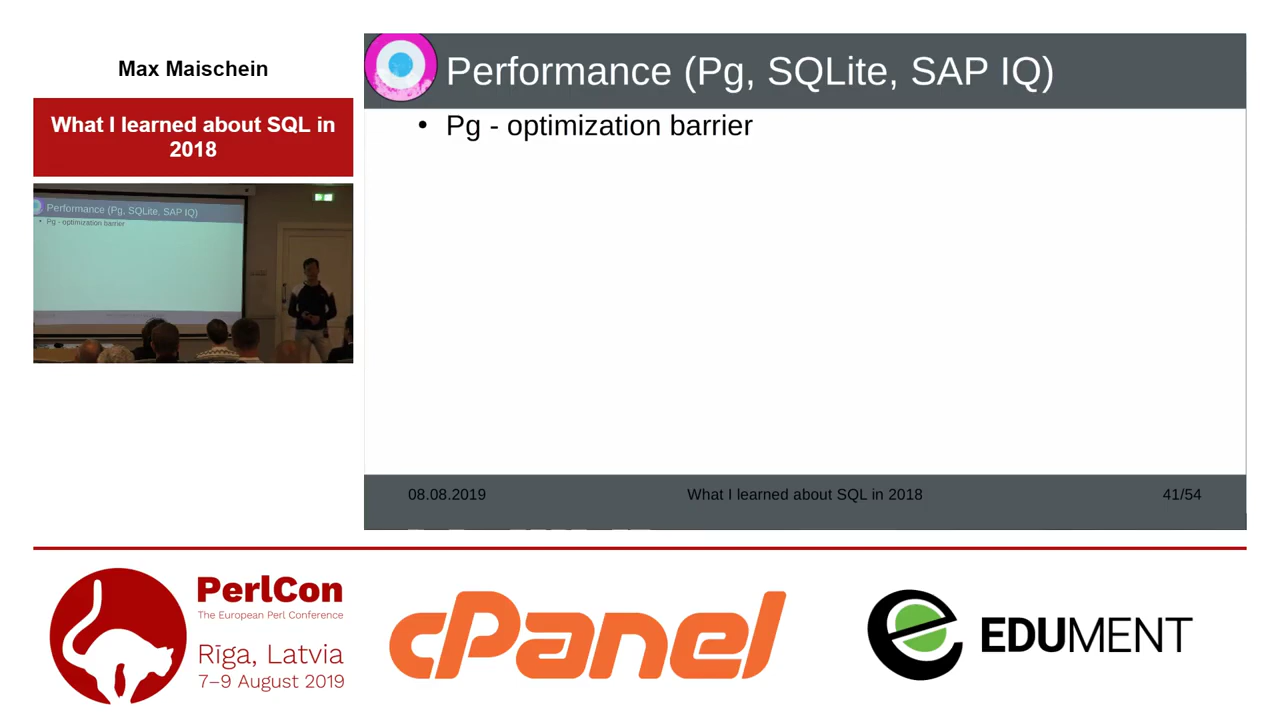 Max Maischein
What I learned about SQL in
2018
Performance (Pg, SQLite, SAP IQ)
• Pg - optimization barrier
Performance (Pg, SQLite, SAP IQ)
• Pg - optimization barrier
08.08.2019
What I learned about SQL in 2018
41/54
PerlCon
The European Perl Conference
Rīga, Latvia
7–9 August 2019
cPanel
EDUMENT